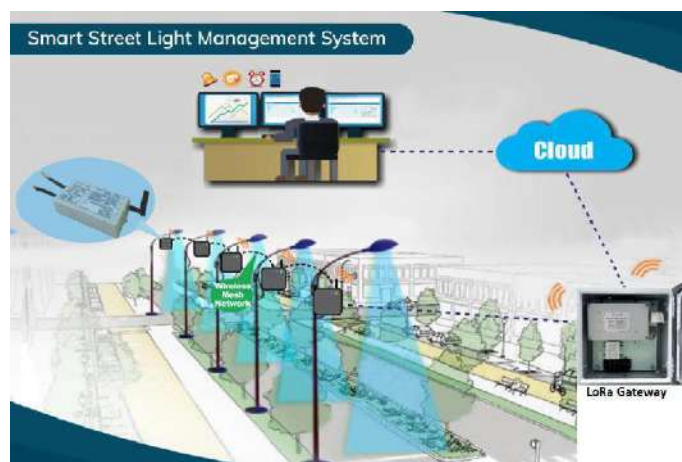 Smart Street Light Management System
Cloud
Wireless
Mesh
Network
LoRa Gateway